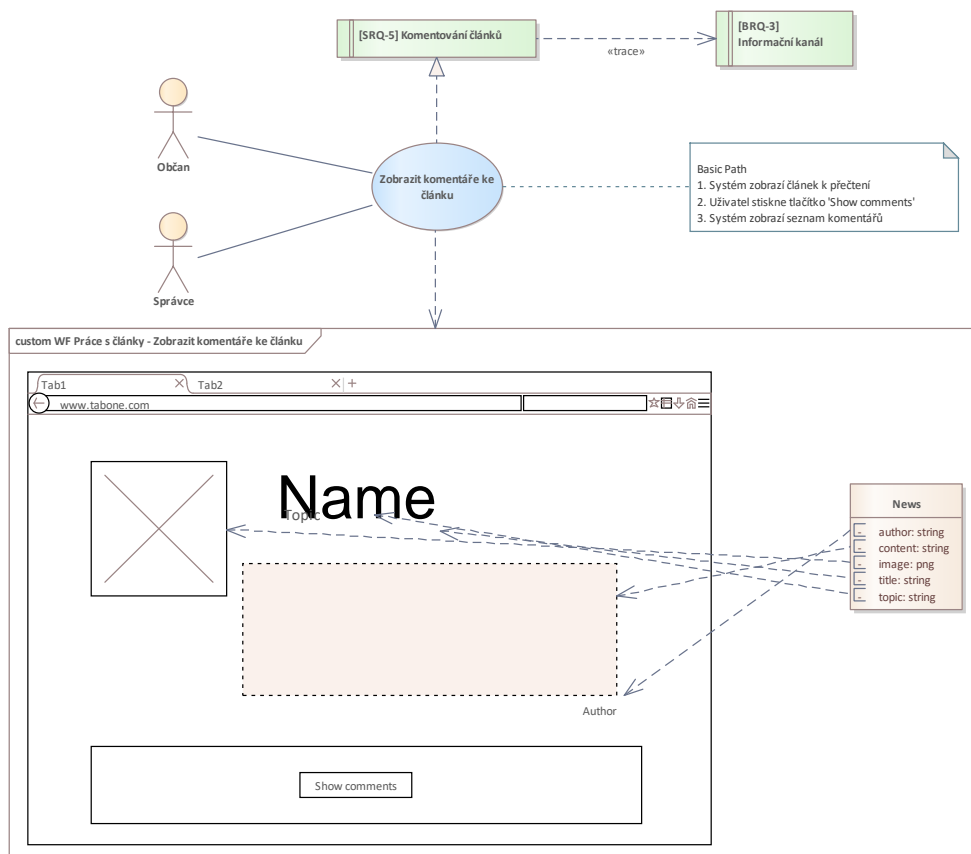 [SRQ-5] Komentování článků
[BRQ-3]
Informační kanál
«trace»
Občan
Zobrazit komentáře ke
článku
Basic Path
1. Systém zobrazí článek k přečtení
2. Uživatel stiskne tlačítko 'Show comments'
3. Systém zobrazí seznam komentářů
Správce
custom WF Práce s články - Zobrazit komentáře ke článku
Tab1
Tab2
www.tabone.com
Name
Topic
News
- author: string
- content: string
- image: png
- title: string
- topic: string
Author
Show comments